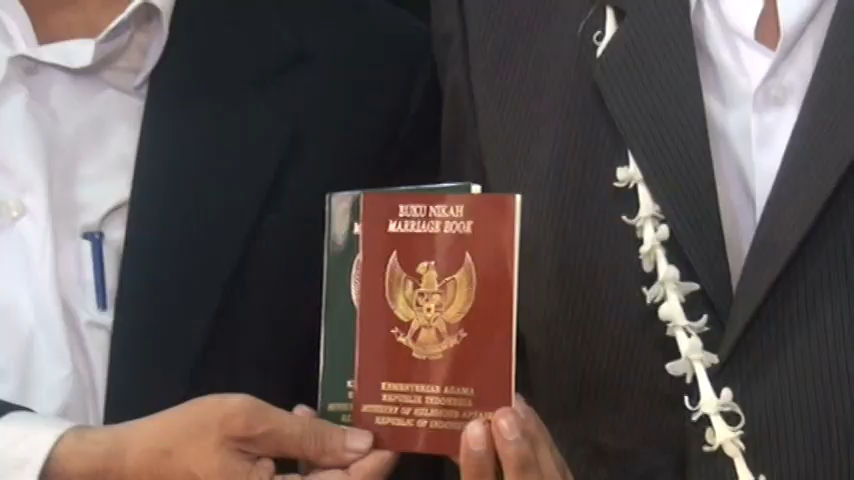 BUKU NIKAH
MARRIAGE BOOK
KEMENTERIAN AGAMA
REPUBLIK INDONESIA
MINISTRY OF RELIGIOUS AFFAIRS
REPUBLIC OF INDONESIA